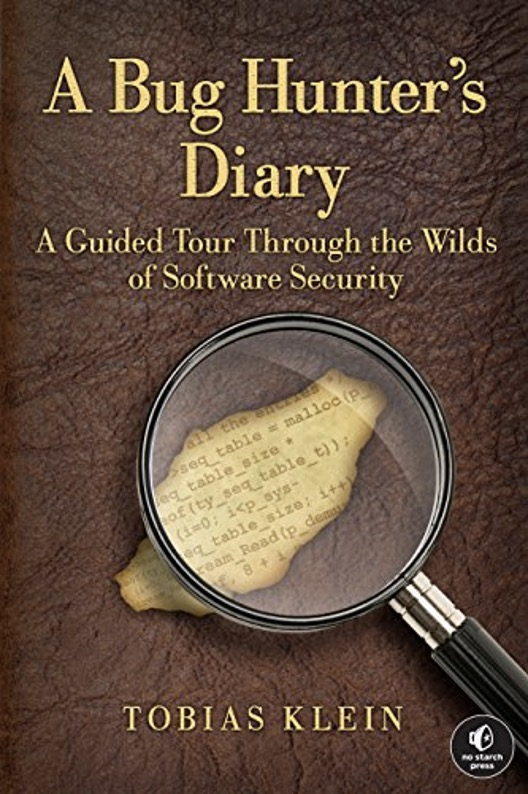 A Bug Hunter's
Diary
A Guided Tour Through the Wilds
of Software Security
all the entries */
>seq_table = malloc(p_
eq_table_size *
of(ty_seq_table_t));
(i=0; i<p_sys-
eq_table_size; i++)
ream_Read(p_demu
f, 8 + i
TOBIAS KLEIN
no starch
press